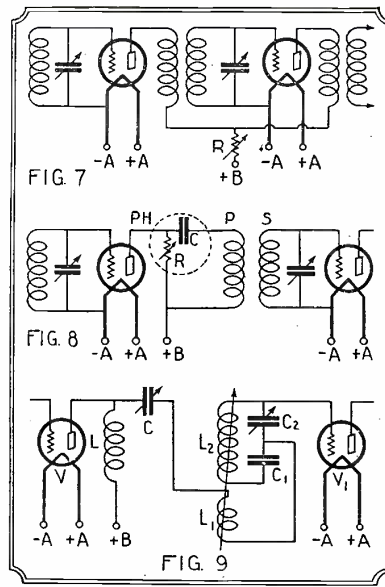 R
-A +A -A +A
+B
FIG. 7
PH C P S
R
FIG. 8
-A +A +B -A +A
C C₂
L L₂ C₁
V L₁ V₁
-A +A +B -A +A
FIG. 9